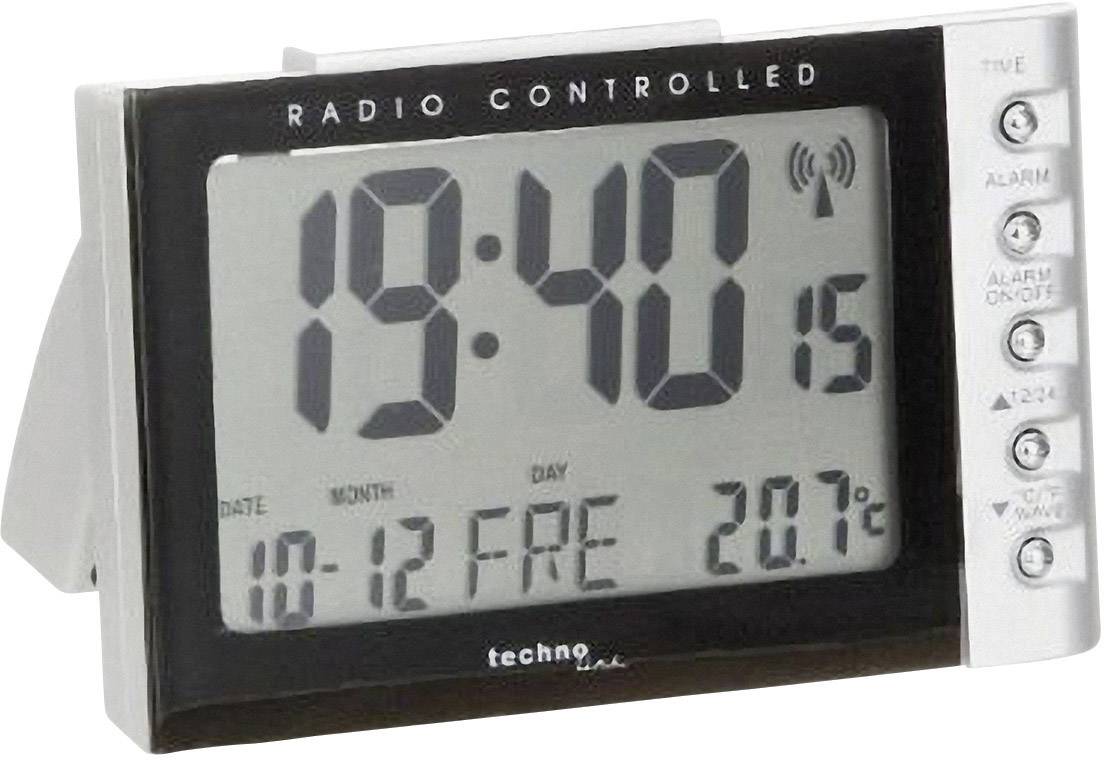 RADIO CONTROLLED
TIME
19:40
ALARM
15
ALARM
ON/OFF
▲12/24
DATE MONTH DAY
10-12 FRE 20.7°C
▼ °C/°F
WAVE
techno line